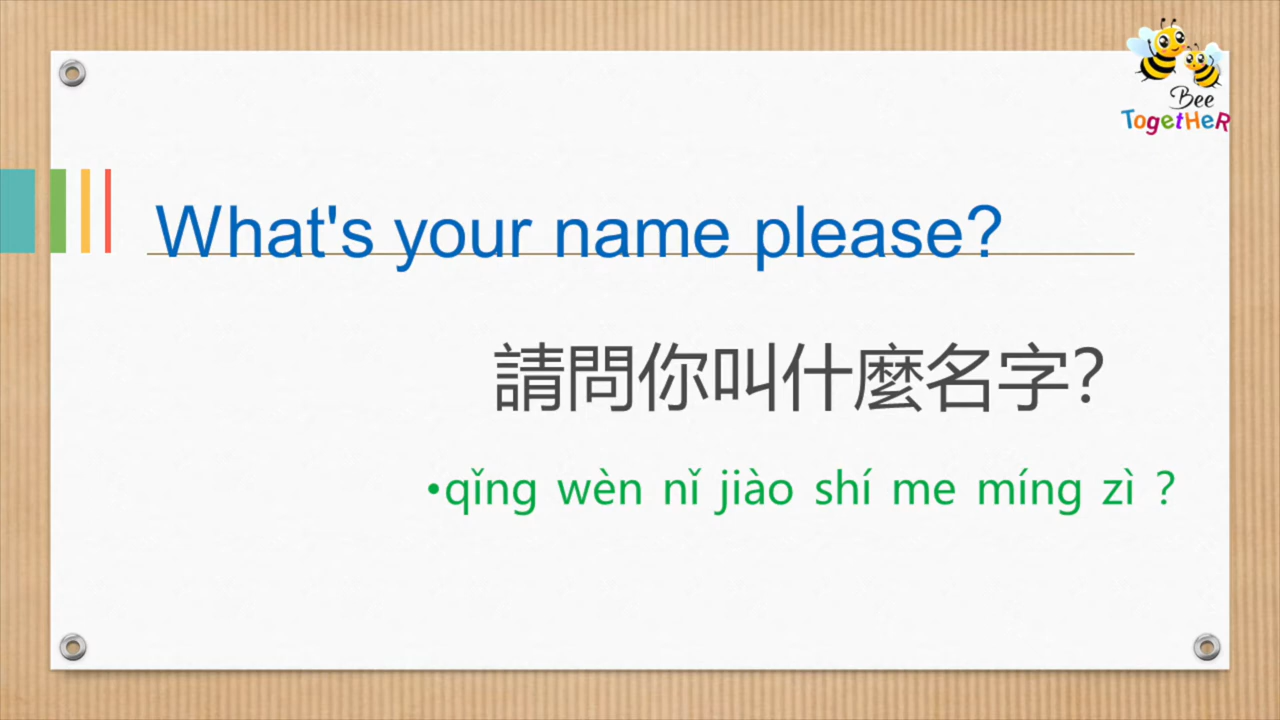 Bee
TogetHeR
What's your name please?
請問你叫什麼名字?
•qǐng wèn nǐ jiào shí me míng zì ?